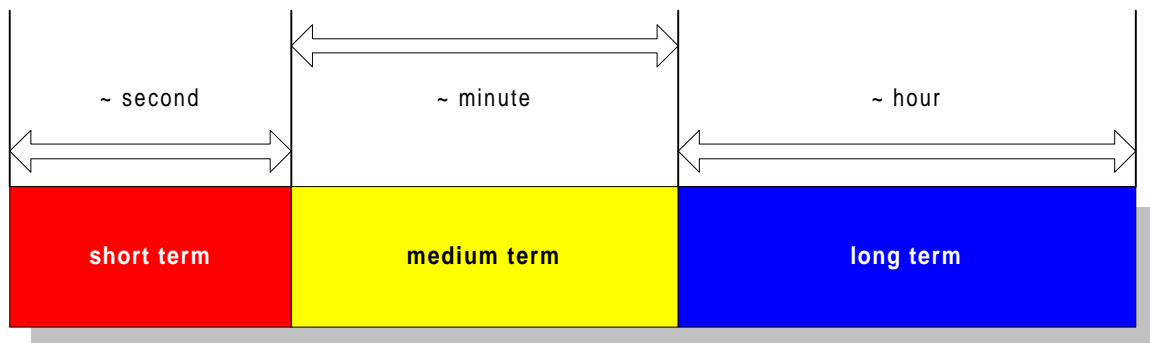 ~ second
~ minute
~ hour
short term
medium term
long term